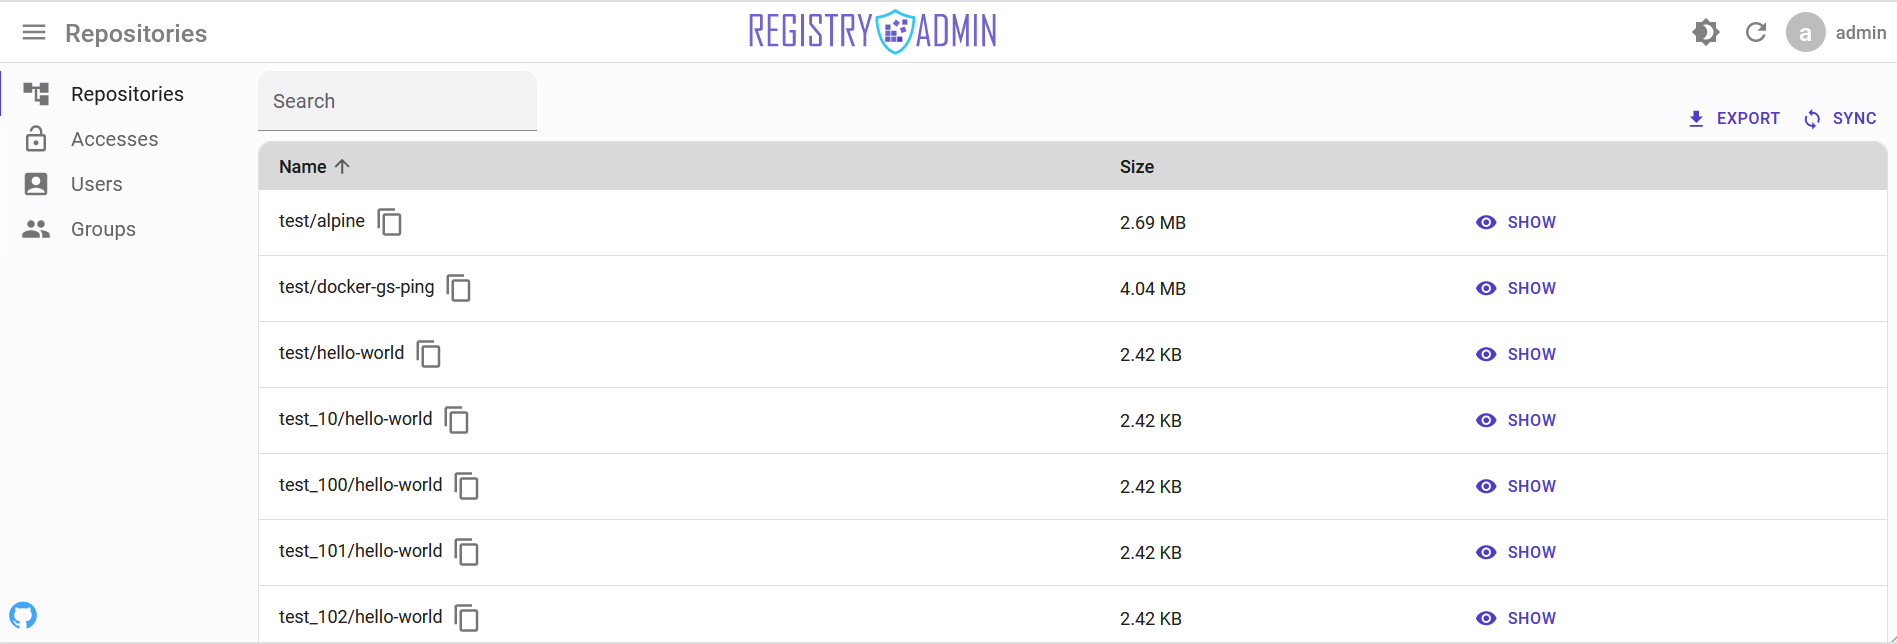 Repositories
REGISTRY ADMIN
a admin
Repositories
Accesses
Users
Groups
Search
EXPORT SYNC
Name Size
test/alpine 2.69 MB SHOW
test/docker-gs-ping 4.04 MB SHOW
test/hello-world 2.42 KB SHOW
test_10/hello-world 2.42 KB SHOW
test_100/hello-world 2.42 KB SHOW
test_101/hello-world 2.42 KB SHOW
test_102/hello-world 2.42 KB SHOW